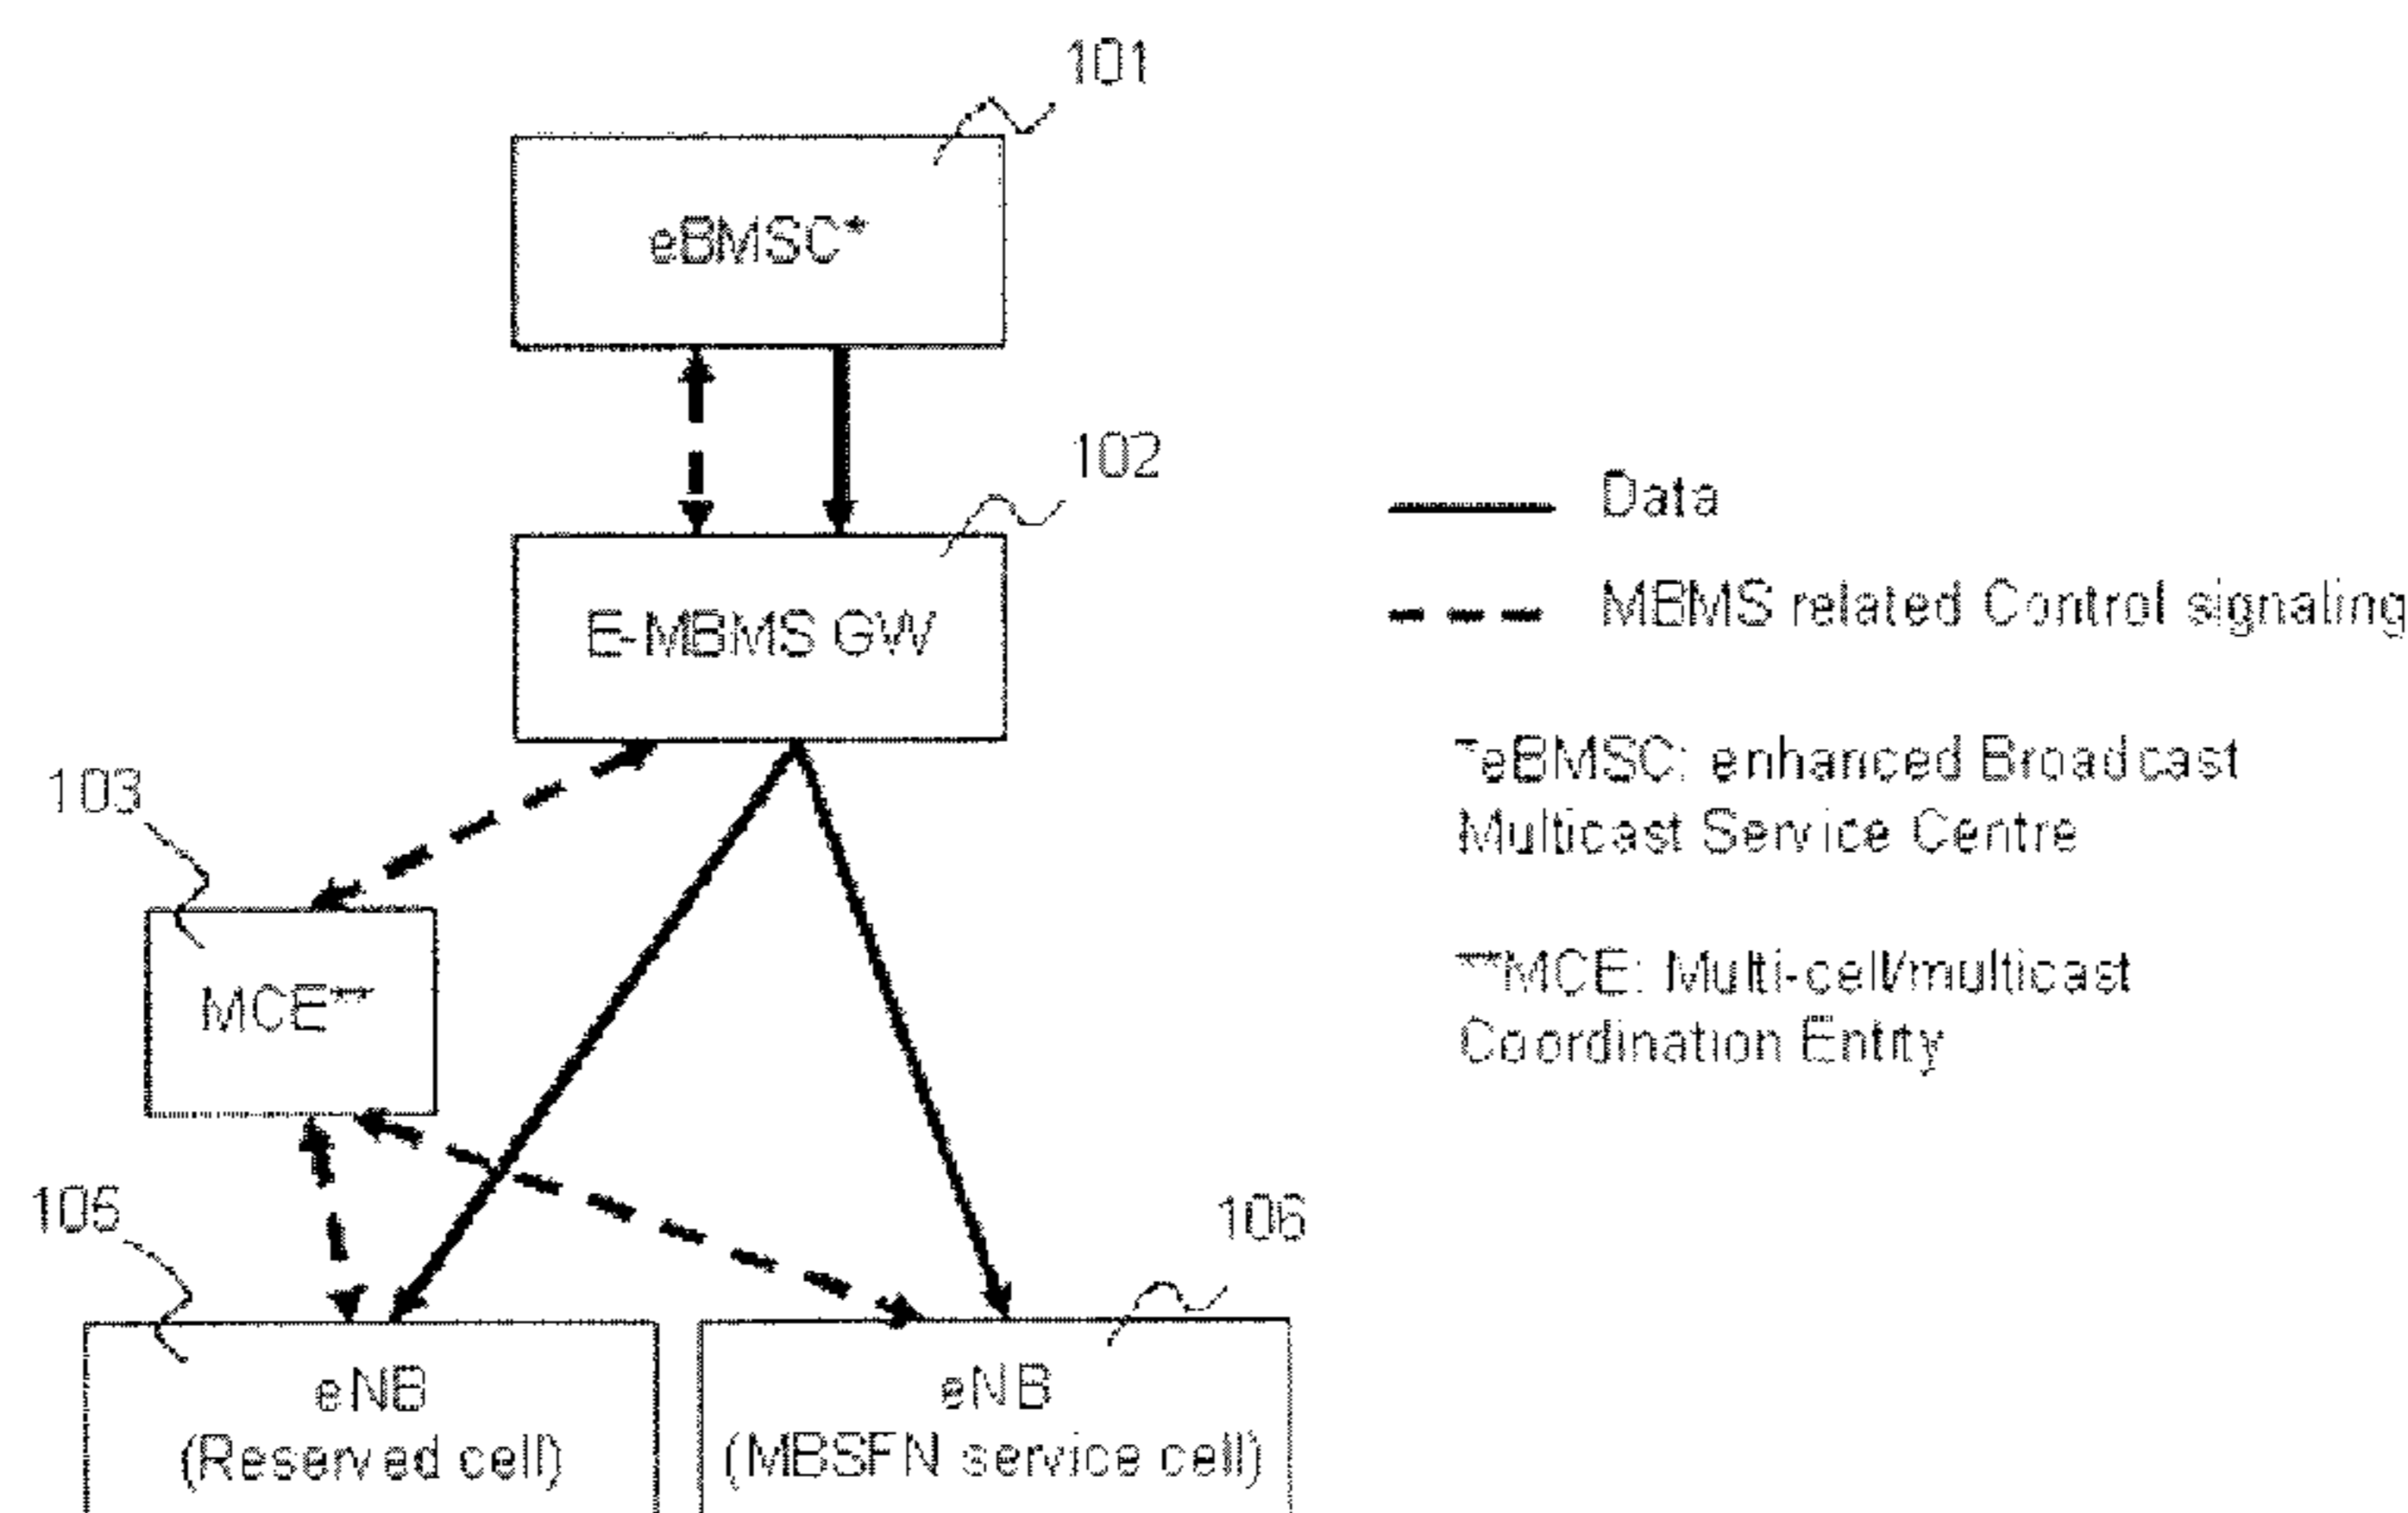 101
eBMSC*
102
E-MBMS GW
Data
MBMS related Control signaling
*eBMSC: enhanced Broadcast
Multicast Service Centre
103
MCE**
**MCE: Multi-cell/multicast
Coordination Entity
105
106
eNB
(Reserved cell)
eNB
(MBSFN service cell)